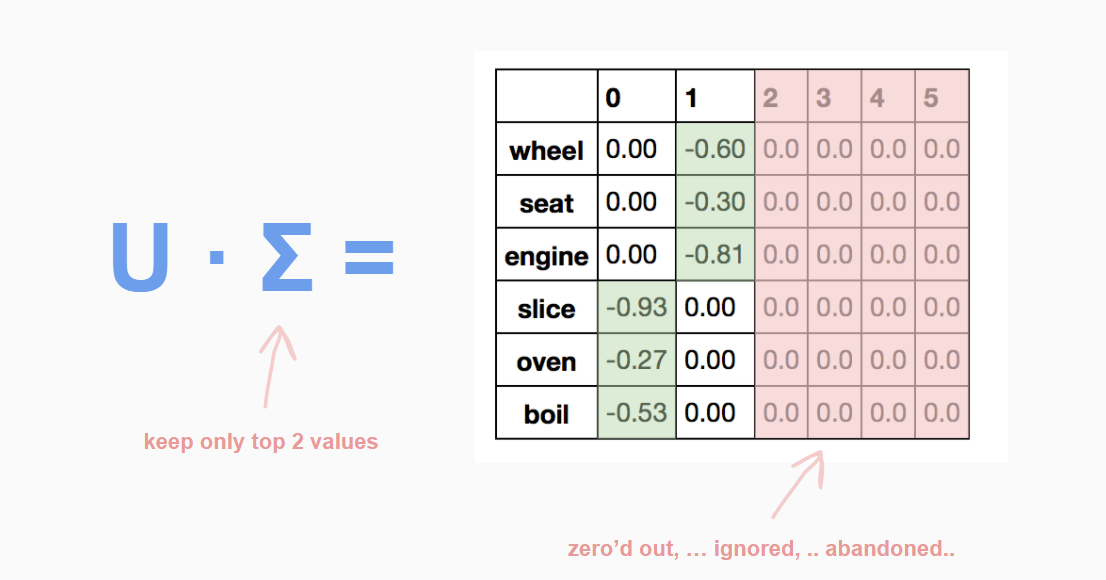 U · Σ =
keep only top 2 values
0 1 2 3 4 5
wheel 0.00 -0.60 0.0 0.0 0.0 0.0
seat 0.00 -0.30 0.0 0.0 0.0 0.0
engine 0.00 -0.81 0.0 0.0 0.0 0.0
slice -0.93 0.00 0.0 0.0 0.0 0.0
oven -0.27 0.00 0.0 0.0 0.0 0.0
boil -0.53 0.00 0.0 0.0 0.0 0.0
zero’d out, … ignored, .. abandoned..